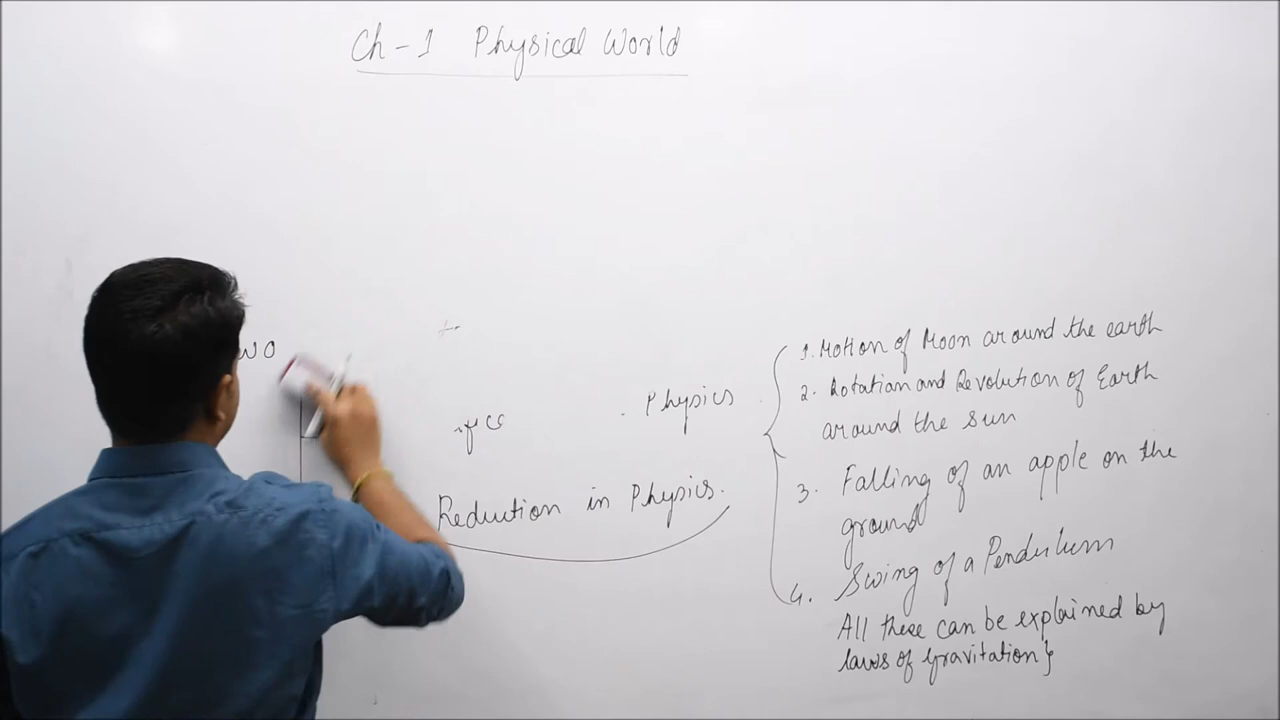 Ch-1 Physical World
wo
Physics
Reduction in Physics.
1. Motion of Moon around the earth
2. Rotation and Revolution of Earth
around the sun
3. Falling of an apple on the
ground
4. Swing of a Pendulum
All these can be explained by
laws of gravitation}